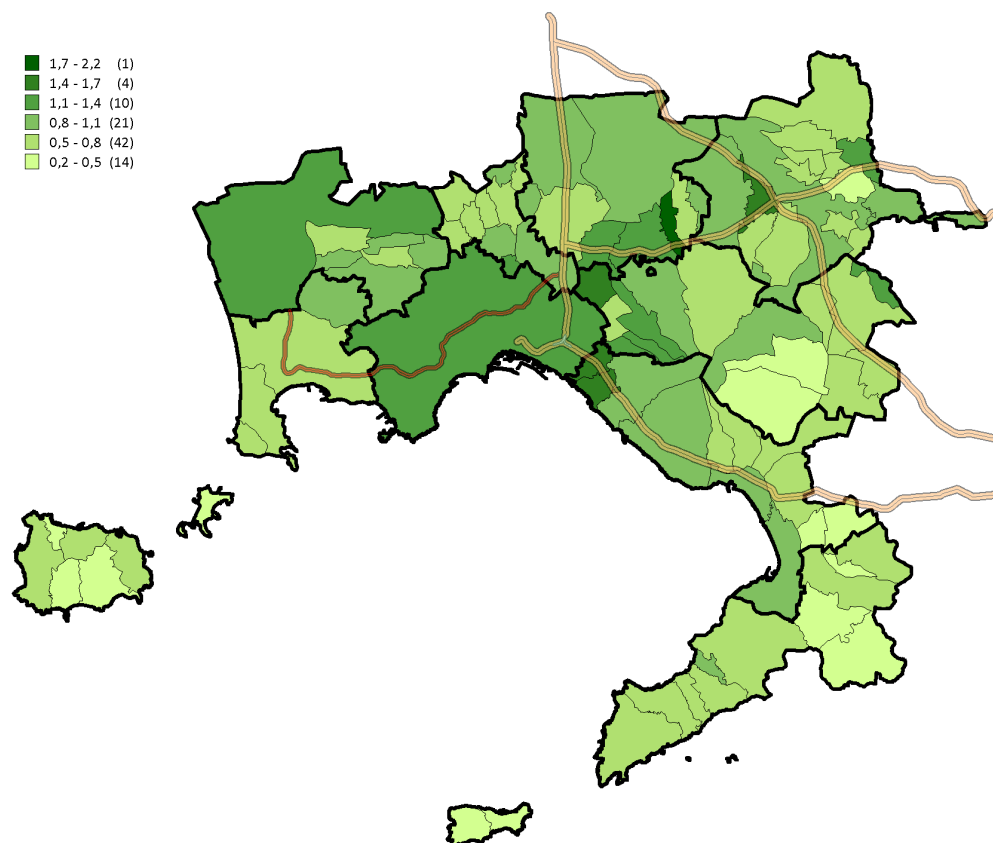 1,7 - 2,2 (1)
1,4 - 1,7 (4)
1,1 - 1,4 (10)
0,8 - 1,1 (21)
0,5 - 0,8 (42)
0,2 - 0,5 (14)